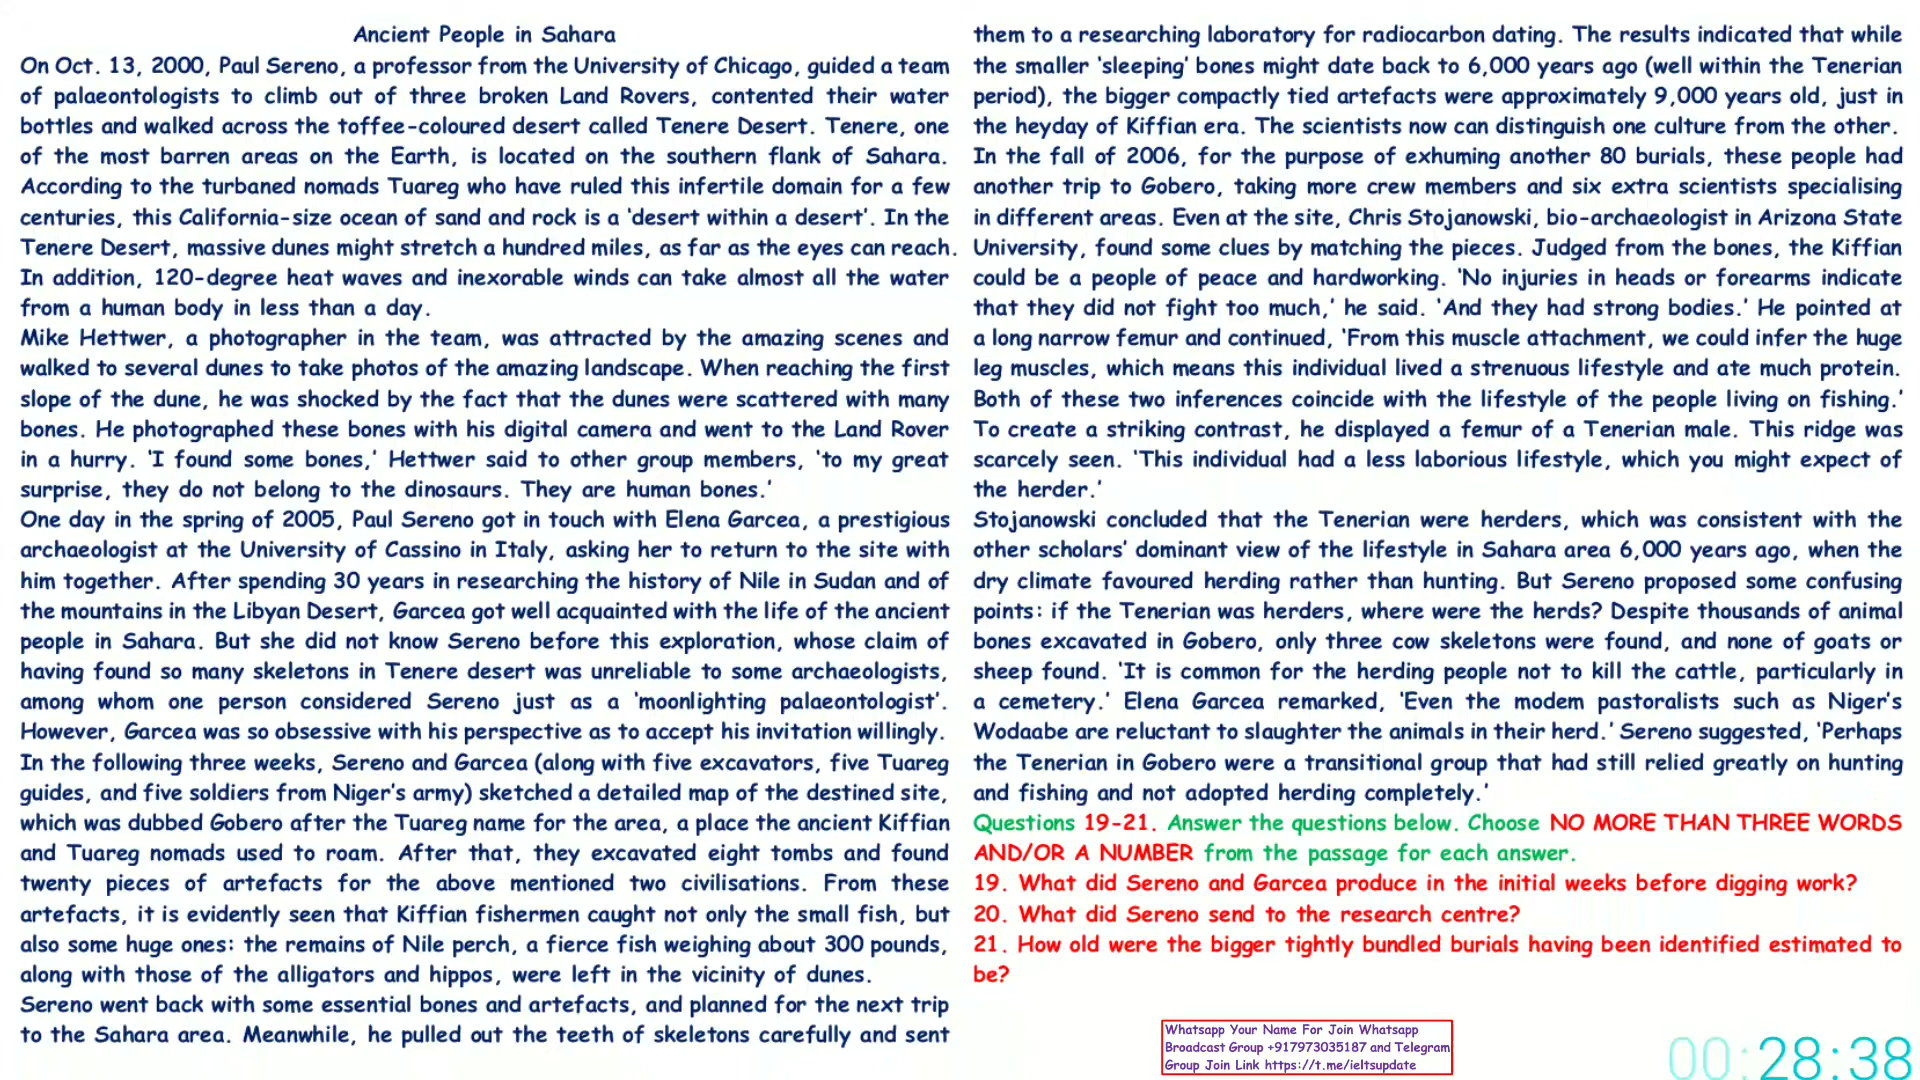 Ancient People in Sahara
On Oct. 13, 2000, Paul Sereno, a professor from the University of Chicago, guided a team
of palaeontologists to climb out of three broken Land Rovers, contented their water
bottles and walked across the toffee-coloured desert called Tenere Desert. Tenere, one
of the most barren areas on the Earth, is located on the southern flank of Sahara.
According to the turbaned nomads Tuareg who have ruled this infertile domain for a few
centuries, this California-size ocean of sand and rock is a 'desert within a desert'. In the
Tenere Desert, massive dunes might stretch a hundred miles, as far as the eyes can reach.
In addition, 120-degree heat waves and inexorable winds can take almost all the water
from a human body in less than a day.
Mike Hettwer, a photographer in the team, was attracted by the amazing scenes and
walked to several dunes to take photos of the amazing landscape. When reaching the first
slope of the dune, he was shocked by the fact that the dunes were scattered with many
bones. He photographed these bones with his digital camera and went to the Land Rover
in a hurry. 'I found some bones,' Hettwer said to other group members, 'to my great
surprise, they do not belong to the dinosaurs. They are human bones.'
One day in the spring of 2005, Paul Sereno got in touch with Elena Garcea, a prestigious
archaeologist at the University of Cassino in Italy, asking her to return to the site with
him together. After spending 30 years in researching the history of Nile in Sudan and of
the mountains in the Libyan Desert, Garcea got well acquainted with the life of the ancient
people in Sahara. But she did not know Sereno before this exploration, whose claim of
having found so many skeletons in Tenere desert was unreliable to some archaeologists,
among whom one person considered Sereno just as a 'moonlighting palaeontologist'.
However, Garcea was so obsessive with his perspective as to accept his invitation willingly.
In the following three weeks, Sereno and Garcea (along with five excavators, five Tuareg
guides, and five soldiers from Niger's army) sketched a detailed map of the destined site,
which was dubbed Gobero after the Tuareg name for the area, a place the ancient Kiffian
and Tuareg nomads used to roam. After that, they excavated eight tombs and found
twenty pieces of artefacts for the above mentioned two civilisations. From these
artefacts, it is evidently seen that Kiffian fishermen caught not only the small fish, but
also some huge ones: the remains of Nile perch, a fierce fish weighing about 300 pounds,
along with those of the alligators and hippos, were left in the vicinity of dunes.
Sereno went back with some essential bones and artefacts, and planned for the next trip
to the Sahara area. Meanwhile, he pulled out the teeth of skeletons carefully and sent
them to a researching laboratory for radiocarbon dating. The results indicated that while
the smaller 'sleeping' bones might date back to 6,000 years ago (well within the Tenerian
period), the bigger compactly tied artefacts were approximately 9,000 years old, just in
the heyday of Kiffian era. The scientists now can distinguish one culture from the other.
In the fall of 2006, for the purpose of exhuming another 80 burials, these people had
another trip to Gobero, taking more crew members and six extra scientists specialising
in different areas. Even at the site, Chris Stojanowski, bio-archaeologist in Arizona State
University, found some clues by matching the pieces. Judged from the bones, the Kiffian
could be a people of peace and hardworking. 'No injuries in heads or forearms indicate
that they did not fight too much,' he said. 'And they had strong bodies.' He pointed at
a long narrow femur and continued, 'From this muscle attachment, we could infer the huge
leg muscles, which means this individual lived a strenuous lifestyle and ate much protein.
Both of these two inferences coincide with the lifestyle of the people living on fishing.'
To create a striking contrast, he displayed a femur of a Tenerian male. This ridge was
scarcely seen. 'This individual had a less laborious lifestyle, which you might expect of
the herder.'
Stojanowski concluded that the Tenerian were herders, which was consistent with the
other scholars' dominant view of the lifestyle in Sahara area 6,000 years ago, when the
dry climate favoured herding rather than hunting. But Sereno proposed some confusing
points: if the Tenerian was herders, where were the herds? Despite thousands of animal
bones excavated in Gobero, only three cow skeletons were found, and none of goats or
sheep found. 'It is common for the herding people not to kill the cattle, particularly in
a cemetery.' Elena Garcea remarked, 'Even the modem pastoralists such as Niger's
Wodaabe are reluctant to slaughter the animals in their herd.' Sereno suggested, 'Perhaps
the Tenerian in Gobero were a transitional group that had still relied greatly on hunting
and fishing and not adopted herding completely.'
Questions 19-21. Answer the questions below. Choose NO MORE THAN THREE WORDS
AND/OR A NUMBER from the passage for each answer.
19. What did Sereno and Garcea produce in the initial weeks before digging work?
20. What did Sereno send to the research centre?
21. How old were the bigger tightly bundled burials having been identified estimated to
be?
Whatsapp Your Name For Join Whatsapp
Broadcast Group +917973035187 and Telegram
Group Join Link https://t.me/ieltsupdate
00:28:38